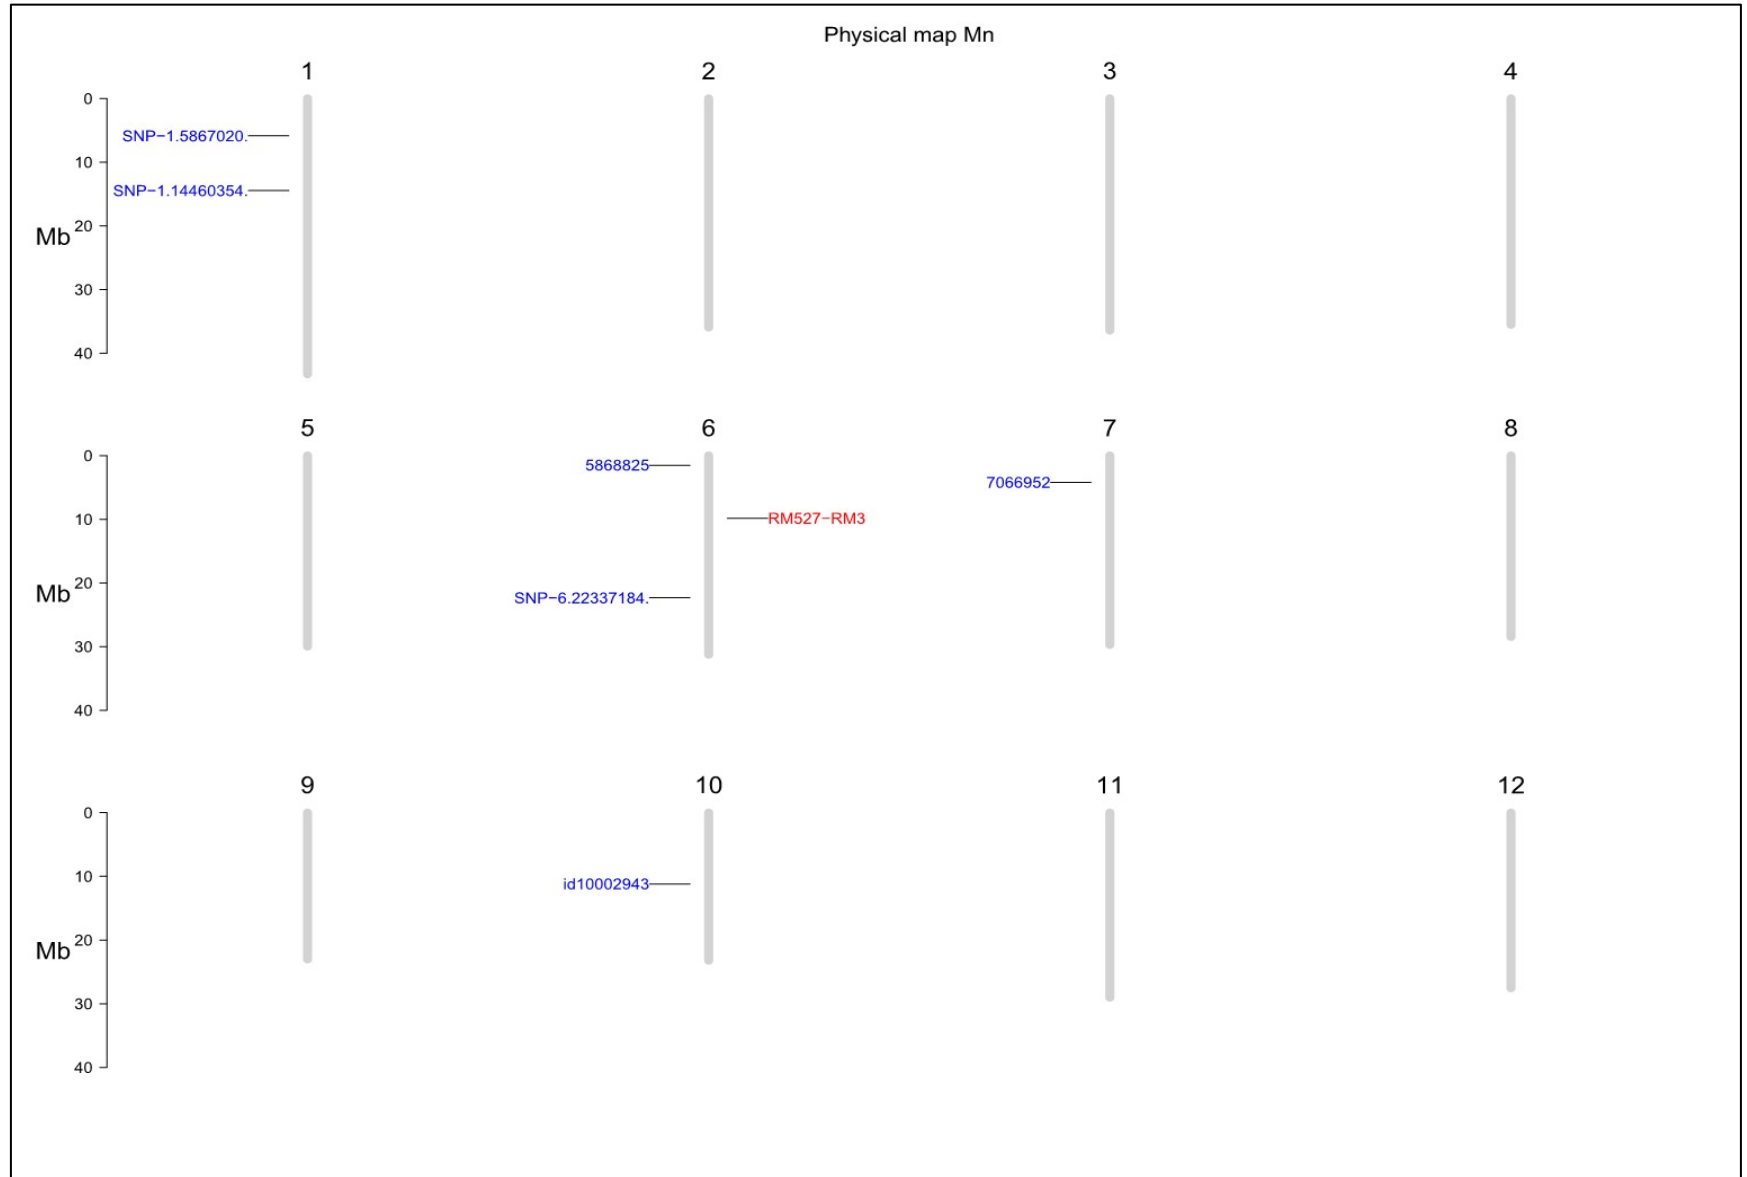 Physical map Mn
1 2 3 4
0
SNP−1.5867020.
10
SNP−1.14460354.
Mb 20
30
40
5 6 7 8
0
5868825
7066952
10
RM527−RM3
Mb 20
SNP−6.22337184.
30
40
9 10 11 12
0
10
id10002943
Mb 20
30
40